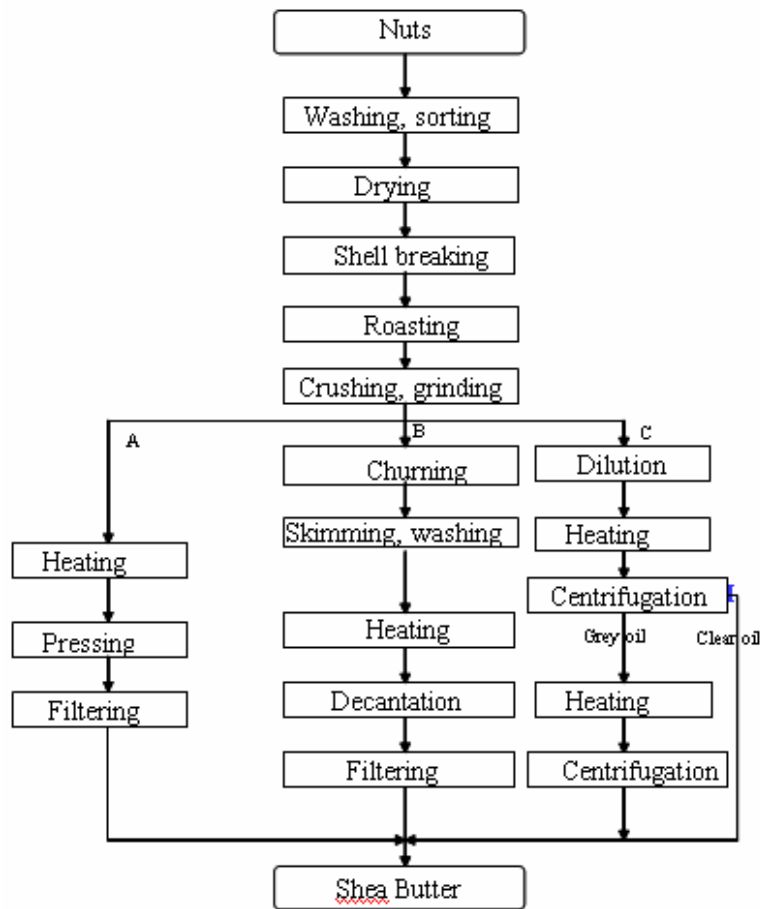 Nuts
Washing, sorting
Drying
Shell breaking
Roasting
Crushing, grinding
A
B
C
Churning
Dilution
Skimming, washing
Heating
Heating
Centrifugation
Pressing
Heating
Grey oil
Clear oil
Filtering
Decantation
Heating
Filtering
Centrifugation
Shea Butter